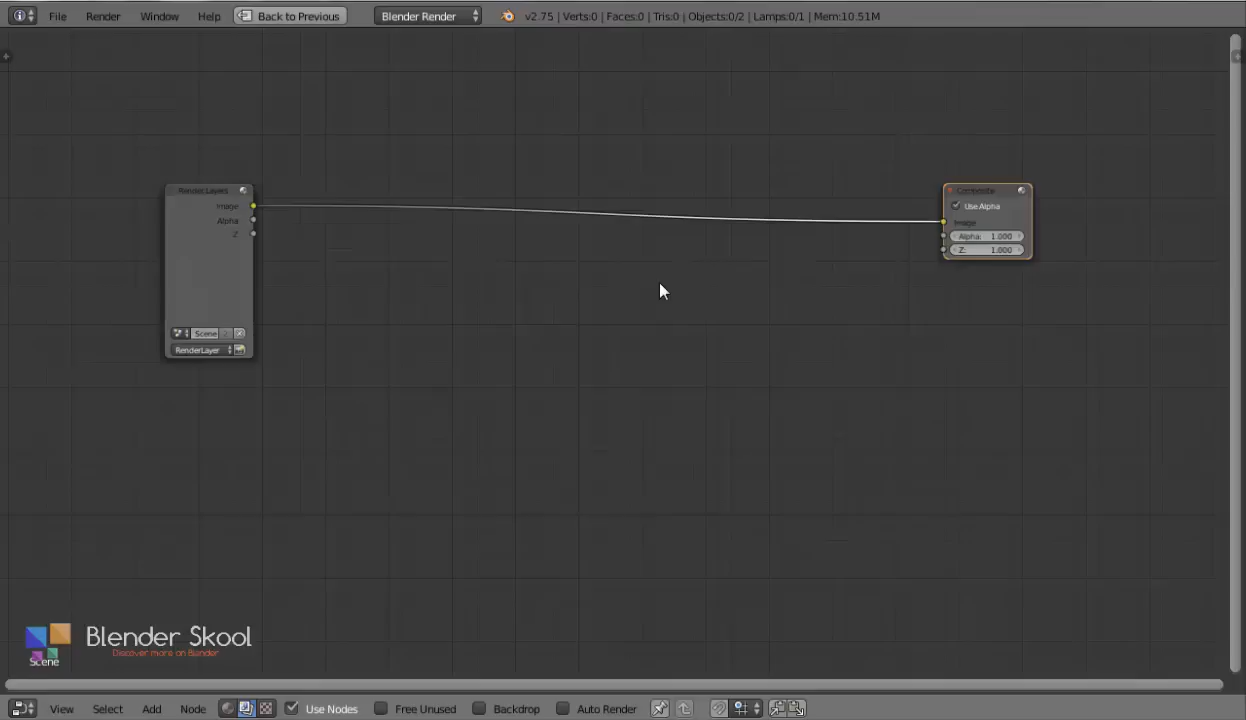 File Render Window Help Back to Previous Blender Render v2.75 | Verts:0 | Faces:0 | Tris:0 | Objects:0/2 | Lamps:0/1 | Mem:10.51M
Render Layers
Image
Alpha
Z
Scene 2
RenderLayer
Composite
Use Alpha
Image
Alpha: 1.000
Z: 1.000
Blender Skool
Discover more on Blender
Scene
View Select Add Node Use Nodes Free Unused Backdrop Auto Render